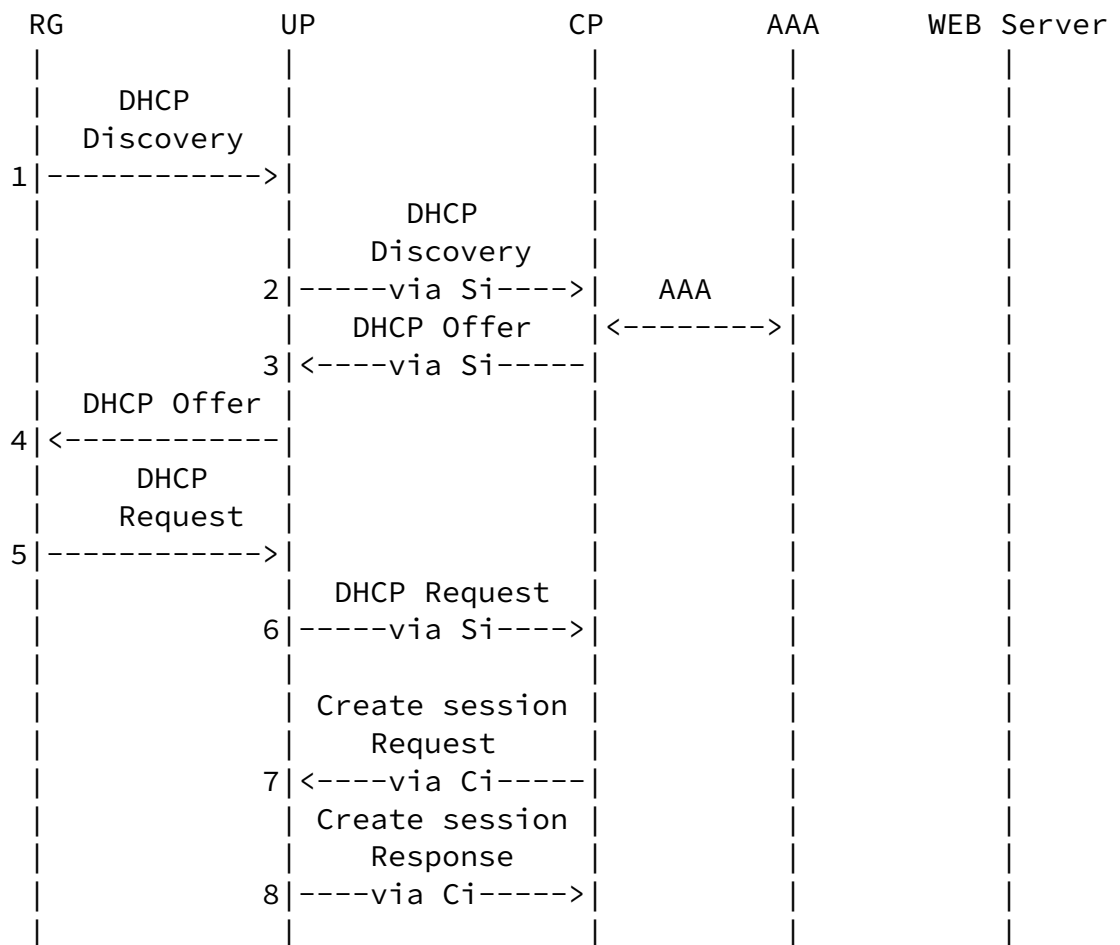 RG UP CP AAA WEB Server
DHCP
Discovery
1
DHCP
Discovery
2 via Si AAA
DHCP Offer
3 via Si
DHCP Offer
4
DHCP
Request
5
DHCP Request
6 via Si
Create session
Request
7 via Ci
Create session
Response
8 via Ci